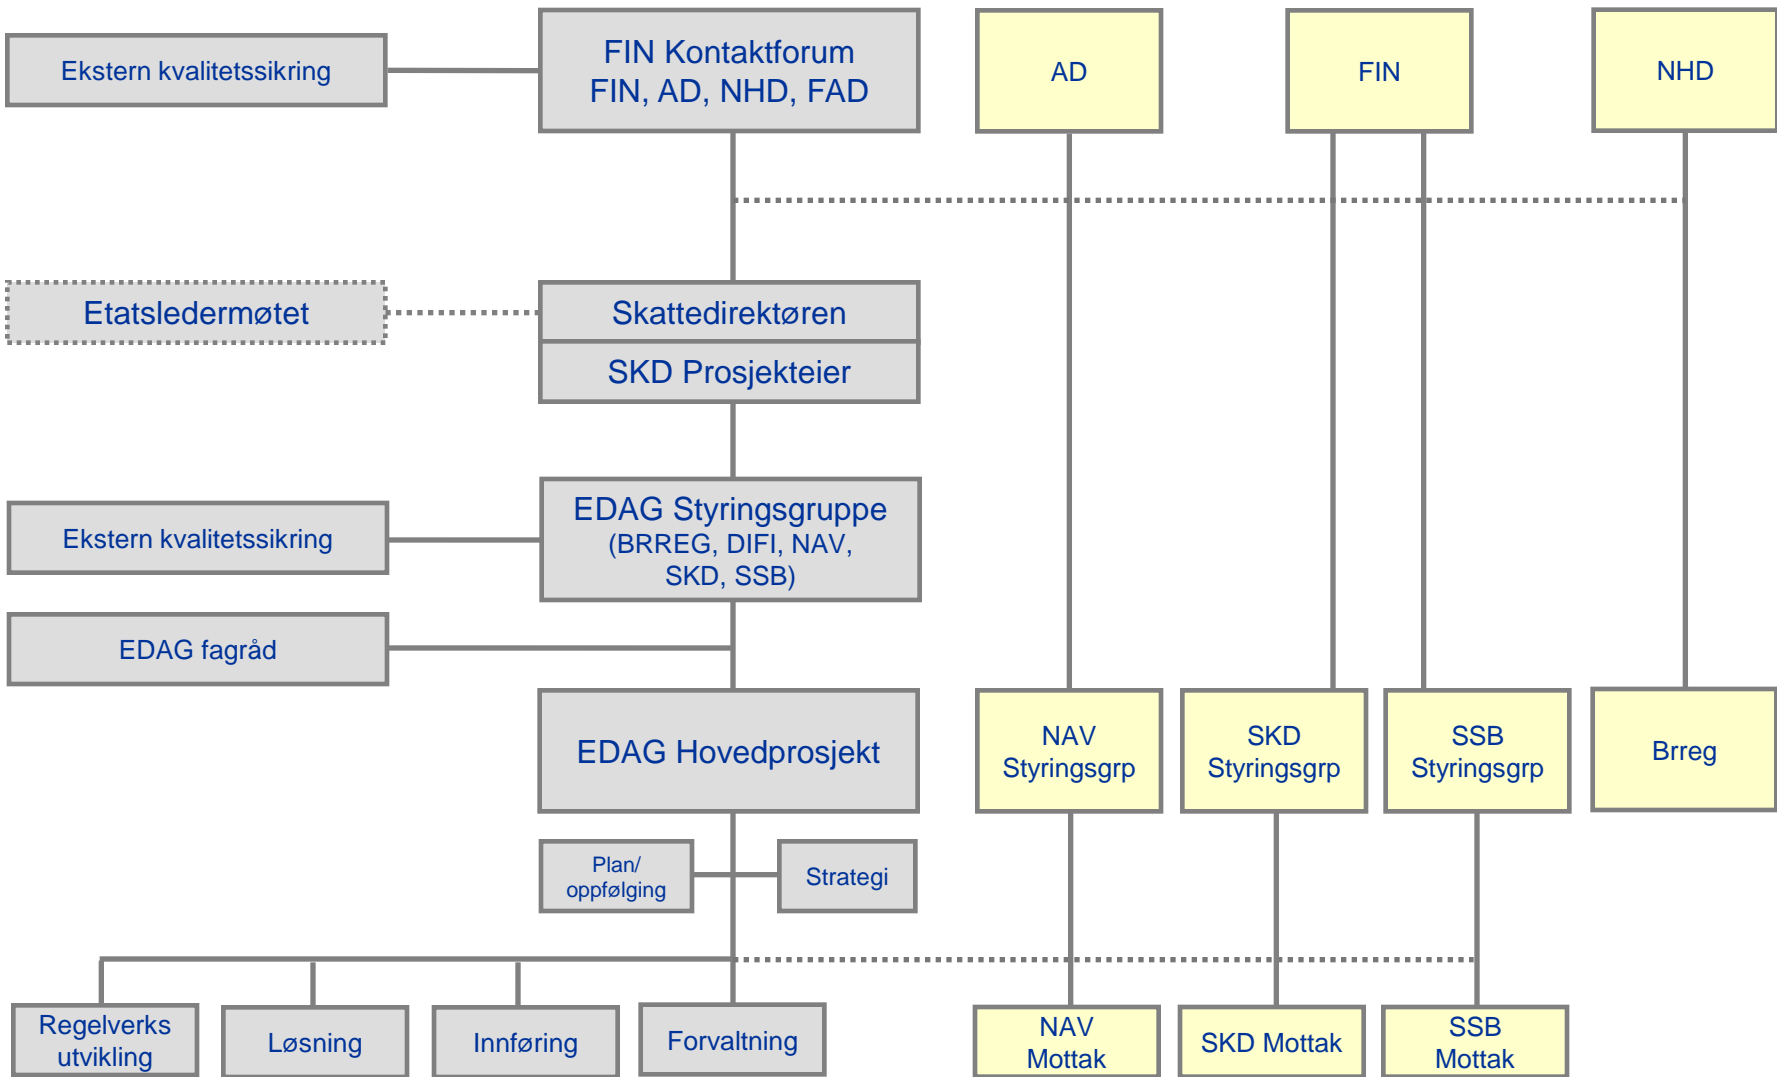 Ekstern kvalitetssikring
FIN Kontaktforum
FIN, AD, NHD, FAD
AD
FIN
NHD
Etatsledermøtet
Skattedirektøren
SKD Prosjekteier
Ekstern kvalitetssikring
EDAG Styringsgruppe
(BRREG, DIFI, NAV,
SKD, SSB)
EDAG fagråd
EDAG Hovedprosjekt
NAV
Styringsgrp
SKD
Styringsgrp
SSB
Styringsgrp
Brreg
Plan/
oppfølging
Strategi
Regelverks
utvikling
Løsning
Innføring
Forvaltning
NAV
Mottak
SKD Mottak
SSB
Mottak